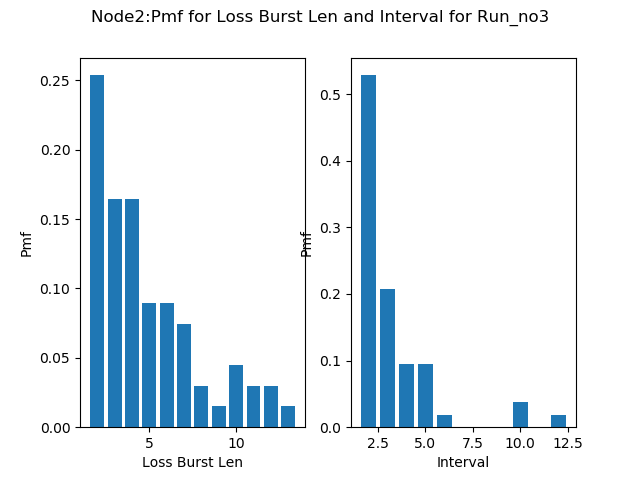 Node2:Pmf for Loss Burst Len and Interval for Run_no3
0.25
0.20
0.15
0.10
0.05
0.00
Pmf
5 10
Loss Burst Len
0.5
0.4
0.3
0.2
0.1
0.0
Pmf
2.5 5.0 7.5 10.0 12.5
Interval